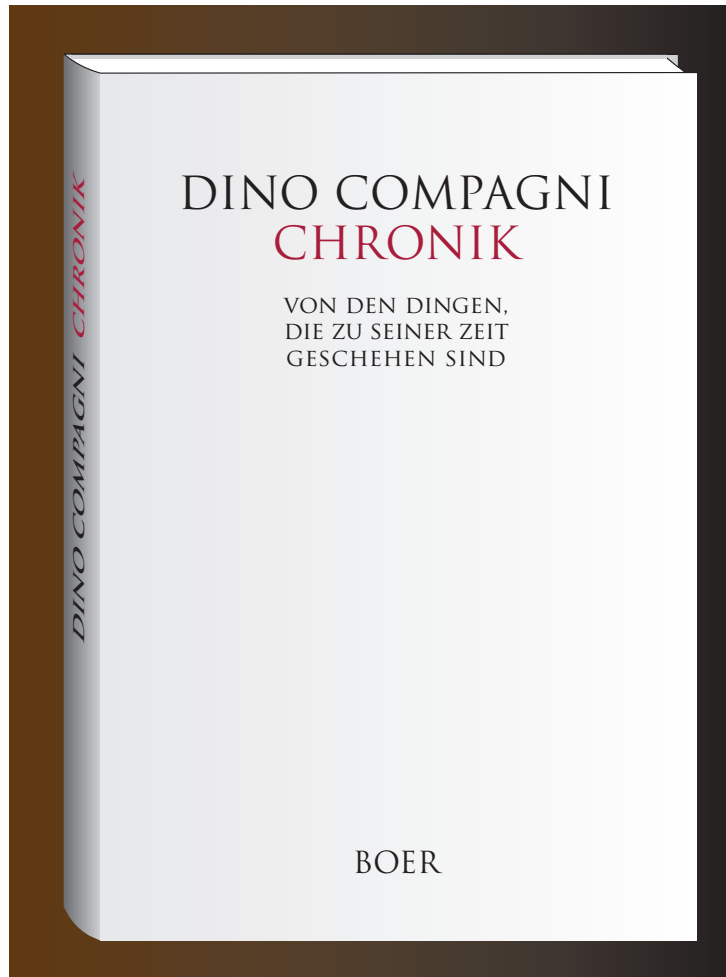 DINO COMPAGNI
CHRONIK
VON DEN DINGEN,
DIE ZU SEINER ZEIT
GESCHEHEN SIND
BOER
DINO COMPAGNI CHRONIK